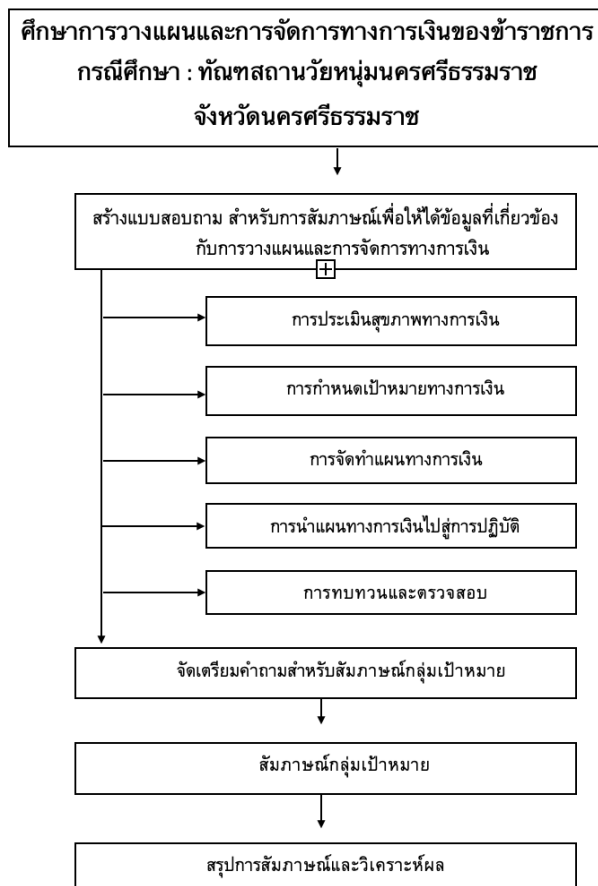 ศึกษาการวางแผนและการจัดการทางการเงินของข้าราชการ
กรณีศึกษา : ทัณฑสถานวัยหนุ่มนครศรีธรรมราช
จังหวัดนครศรีธรรมราช
สร้างแบบสอบถาม สำหรับการสัมภาษณ์เพื่อให้ได้ข้อมูลที่เกี่ยวข้อง
กับการวางแผนและการจัดการทางการเงิน
การประเมินสุขภาพทางการเงิน
การกำหนดเป้าหมายทางการเงิน
การจัดทำแผนทางการเงิน
การนำแผนทางการเงินไปสู่การปฏิบัติ
การทบทวนและตรวจสอบ
จัดเตรียมคำถามสำหรับสัมภาษณ์กลุ่มเป้าหมาย
สัมภาษณ์กลุ่มเป้าหมาย
สรุปการสัมภาษณ์และวิเคราะห์ผล